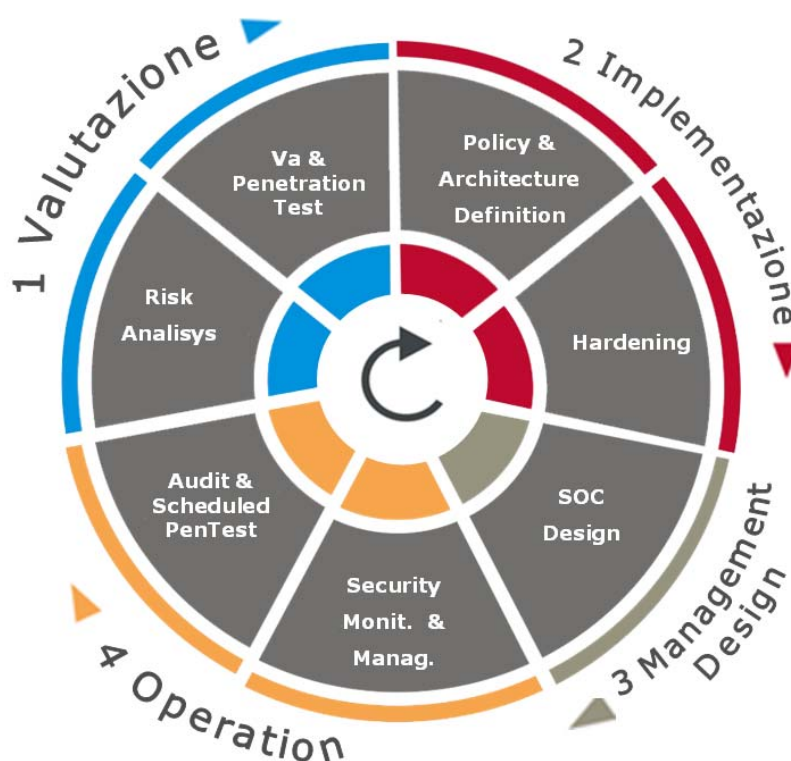 1 Valutazione
Risk
Analisys
Va &
Penetration
Test
2 Implementazione
Policy &
Architecture
Definition
Hardening
3 Management
Design
SOC
Design
4 Operation
Security
Monit. &
Manag.
Audit &
Scheduled
PenTest